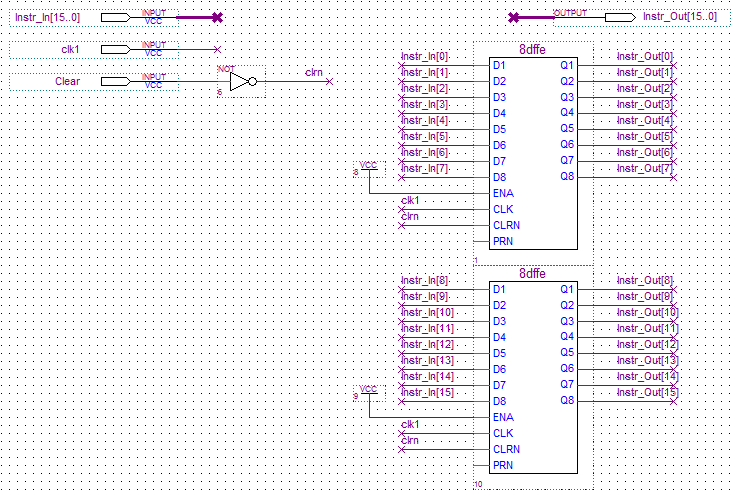 Instr_In[15..0] INPUT VCC
OUTPUT Instr_Out[15..0]
clk1 INPUT VCC
Clear INPUT VCC NOT clrn
6
8dffe
Instr_In[0] D1 Q1 Instr_Out[0]
Instr_In[1] D2 Q2 Instr_Out[1]
Instr_In[2] D3 Q3 Instr_Out[2]
Instr_In[3] D4 Q4 Instr_Out[3]
Instr_In[4] D5 Q5 Instr_Out[4]
Instr_In[5] D6 Q6 Instr_Out[5]
Instr_In[6] D7 Q7 Instr_Out[6]
Instr_In[7] D8 Q8 Instr_Out[7]
VCC
8
ENA
clk1 CLK
clrn CLRN
PRN
1
8dffe
Instr_In[8] D1 Q1 Instr_Out[8]
Instr_In[9] D2 Q2 Instr_Out[9]
Instr_In[10] D3 Q3 Instr_Out[10]
Instr_In[11] D4 Q4 Instr_Out[11]
Instr_In[12] D5 Q5 Instr_Out[12]
Instr_In[13] D6 Q6 Instr_Out[13]
Instr_In[14] D7 Q7 Instr_Out[14]
Instr_In[15] D8 Q8 Instr_Out[15]
VCC
9
ENA
clk1 CLK
clrn CLRN
PRN
10